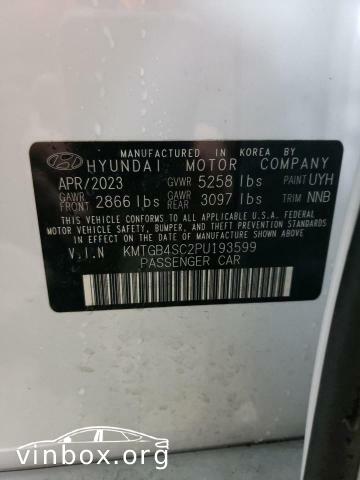 MANUFACTURED IN KOREA BY
HYUNDAI MOTOR COMPANY
APR/2023 GVWR 5258 lbs PAINT UYH
GAWR FRONT 2866 lbs GAWR REAR 3097 lbs TRIM NNB
THIS VEHICLE CONFORMS TO ALL APPLICABLE U.S.A. FEDERAL
MOTOR VEHICLE SAFETY, BUMPER, AND THEFT PREVENTION
STANDARDS IN EFFECT ON THE DATE OF MANUFACTURE SHOWN ABOVE.
V.I.N KMTGB4SC2PU193599
PASSENGER CAR
vinbox.org